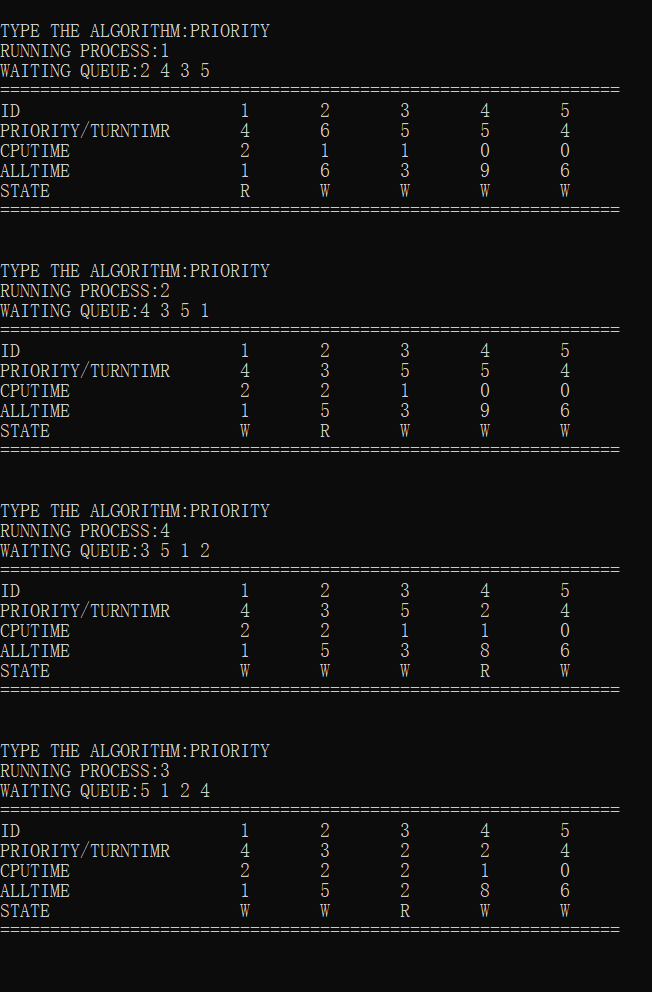 TYPE THE ALGORITHM:PRIORITY
RUNNING PROCESS:1
WAITING QUEUE:2 4 3 5
==============================================================
ID 1 2 3 4 5
PRIORITY/TURNTIMR 4 6 5 5 4
CPUTIME 2 1 1 0 0
ALLTIME 1 6 3 9 6
STATE R W W W W
==============================================================
TYPE THE ALGORITHM:PRIORITY
RUNNING PROCESS:2
WAITING QUEUE:4 3 5 1
==============================================================
ID 1 2 3 4 5
PRIORITY/TURNTIMR 4 3 5 5 4
CPUTIME 2 2 1 0 0
ALLTIME 1 5 3 9 6
STATE W R W W W
==============================================================
TYPE THE ALGORITHM:PRIORITY
RUNNING PROCESS:4
WAITING QUEUE:3 5 1 2
==============================================================
ID 1 2 3 4 5
PRIORITY/TURNTIMR 4 3 5 2 4
CPUTIME 2 2 1 1 0
ALLTIME 1 5 3 8 6
STATE W W W R W
==============================================================
TYPE THE ALGORITHM:PRIORITY
RUNNING PROCESS:3
WAITING QUEUE:5 1 2 4
==============================================================
ID 1 2 3 4 5
PRIORITY/TURNTIMR 4 3 2 2 4
CPUTIME 2 2 2 1 0
ALLTIME 1 5 2 8 6
STATE W W R W W
==============================================================